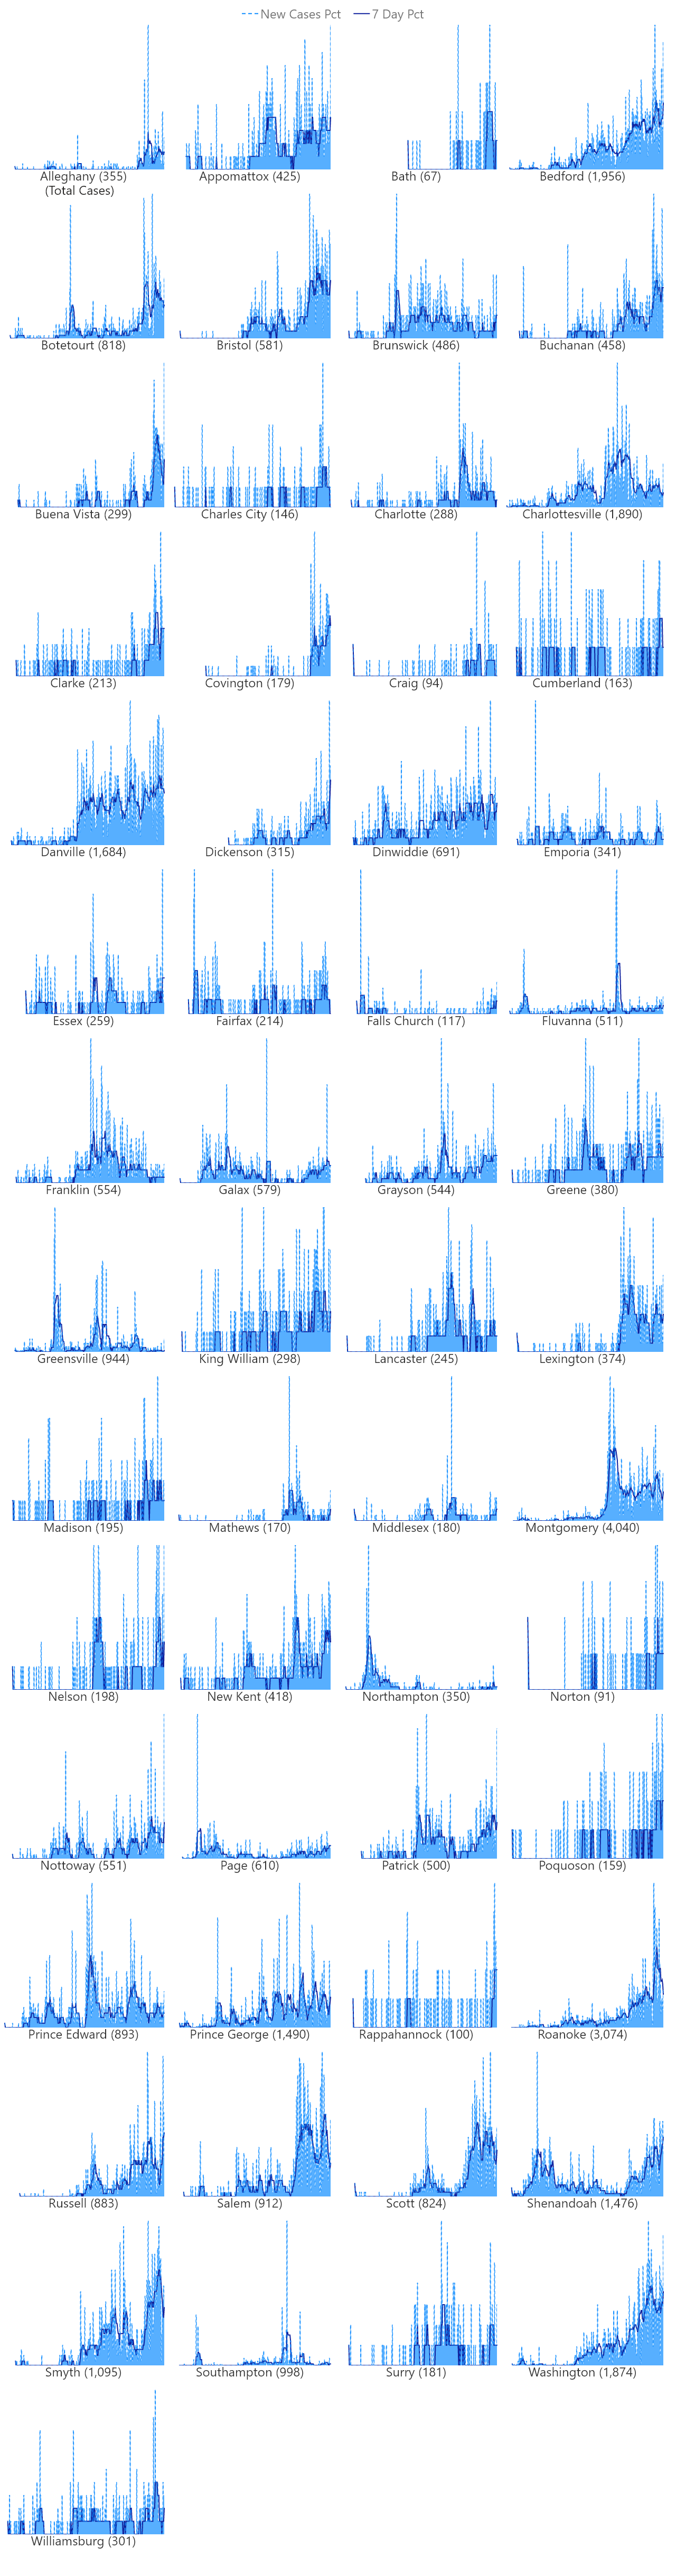 New Cases Pct 7 Day Pct
Alleghany (355) Appomattox (425) Bath (67) Bedford (1,956)
(Total Cases)
Botetourt (818) Bristol (581) Brunswick (486) Buchanan (458)
Buena Vista (299) Charles City (146) Charlotte (288) Charlottesville (1,890)
Clarke (213) Covington (179) Craig (94) Cumberland (163)
Danville (1,684) Dickenson (315) Dinwiddie (691) Emporia (341)
Essex (259) Fairfax (214) Falls Church (117) Fluvanna (511)
Franklin (554) Galax (579) Grayson (544) Greene (380)
Greensville (944) King William (298) Lancaster (245) Lexington (374)
Madison (195) Mathews (170) Middlesex (180) Montgomery (4,040)
Nelson (198) New Kent (418) Northampton (350) Norton (91)
Nottoway (551) Page (610) Patrick (500) Poquoson (159)
Prince Edward (893) Prince George (1,490) Rappahannock (100) Roanoke (3,074)
Russell (883) Salem (912) Scott (824) Shenandoah (1,476)
Smyth (1,095) Southampton (998) Surry (181) Washington (1,874)
Williamsburg (301)